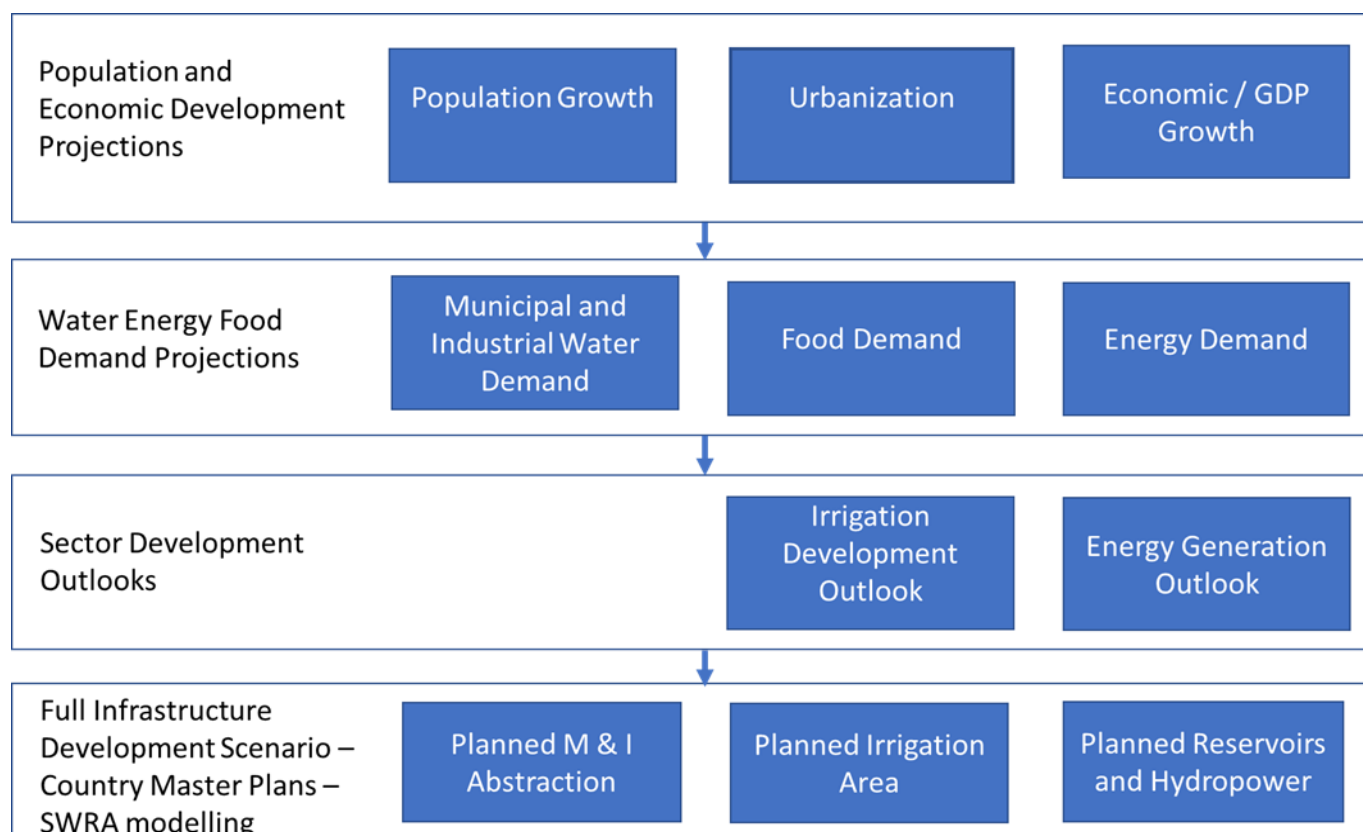 Population and
Economic Development
Projections
Population Growth
Urbanization
Economic / GDP
Growth
Water Energy Food
Demand Projections
Municipal and
Industrial Water
Demand
Food Demand
Energy Demand
Sector Development
Outlooks
Irrigation
Development
Outlook
Energy Generation
Outlook
Full Infrastructure
Development Scenario –
Country Master Plans –
SWRA modelling
Planned M & I
Abstraction
Planned Irrigation
Area
Planned Reservoirs
and Hydropower